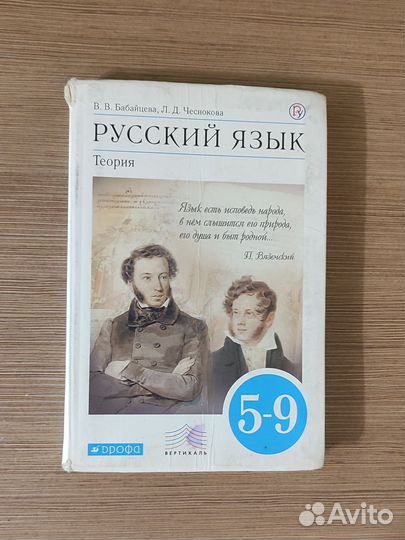 В. В. Бабайцева, Л. Д. Чеснокова
РУССКИЙ ЯЗЫК
Теория
Язык есть исповедь народа,
в нём слышится его природа,
его душа и быт родной...
П. Вяземский
5-9
дрофа
ВЕРТИКАЛЬ
Avito